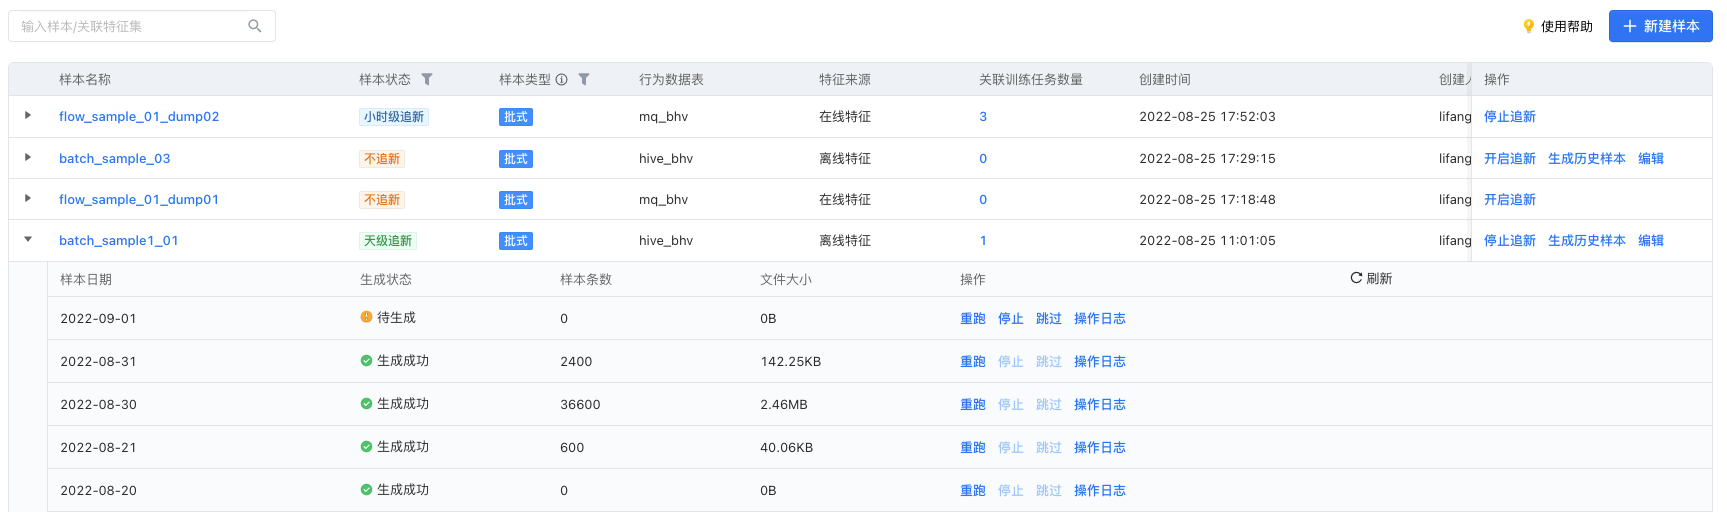 输入样本/关联特征集 使用帮助 新建样本
样本名称 样本状态 样本类型 行为数据表 特征来源 关联训练任务数量 创建时间 创建人 操作
flow_sample_01_dump02 小时级追新 批式 mq_bhv 在线特征 3 2022-08-25 17:52:03 lifang 停止追新
batch_sample_03 不追新 批式 hive_bhv 离线特征 0 2022-08-25 17:29:15 lifang 开启追新 生成历史样本 编辑
flow_sample_01_dump01 不追新 批式 mq_bhv 在线特征 0 2022-08-25 17:18:48 lifang 开启追新
batch_sample1_01 天级追新 批式 hive_bhv 离线特征 1 2022-08-25 11:01:05 lifang 停止追新 生成历史样本 编辑
样本日期 生成状态 样本条数 文件大小 操作 刷新
2022-09-01 待生成 0 0B 重跑 停止 跳过 操作日志
2022-08-31 生成成功 2400 142.25KB 重跑 停止 跳过 操作日志
2022-08-30 生成成功 36600 2.46MB 重跑 停止 跳过 操作日志
2022-08-21 生成成功 600 40.06KB 重跑 停止 跳过 操作日志
2022-08-20 生成成功 0 0B 重跑 停止 跳过 操作日志